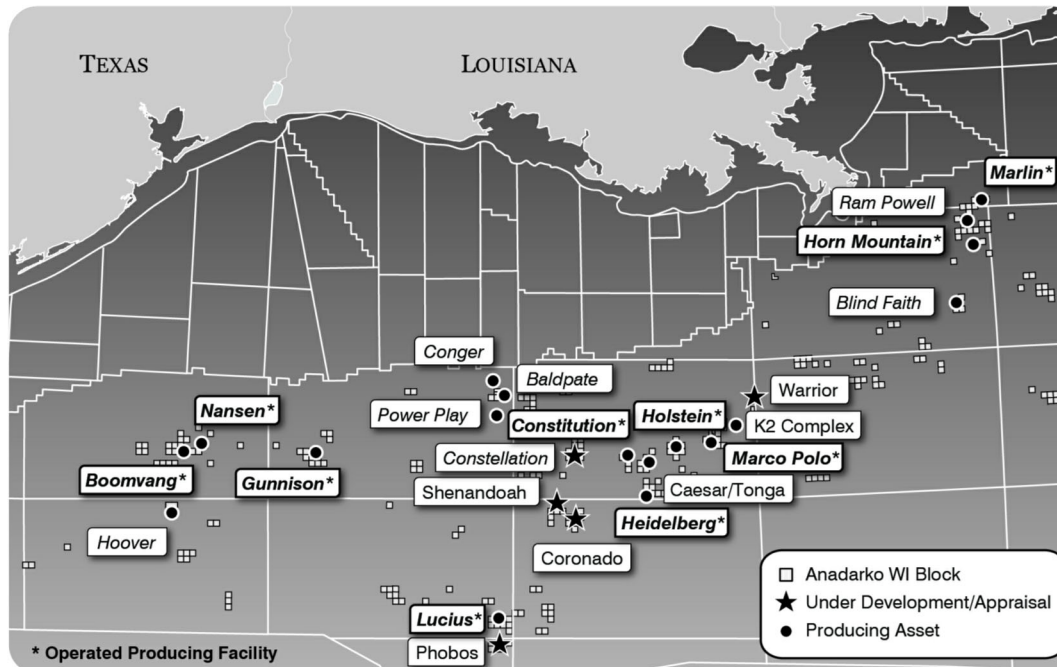 TEXAS
LOUISIANA
Marlin*
Ram Powell
Horn Mountain*
Blind Faith
Conger
Baldpate
Warrior
Nansen*
Power Play
Constitution*
Holstein*
K2 Complex
Boomvang*
Gunnison*
Constellation
Marco Polo*
Shenandoah
Caesar/Tonga
Heidelberg*
Hoover
Coronado
Lucius*
Phobos
Anadarko WI Block
Under Development/Appraisal
Producing Asset
* Operated Producing Facility